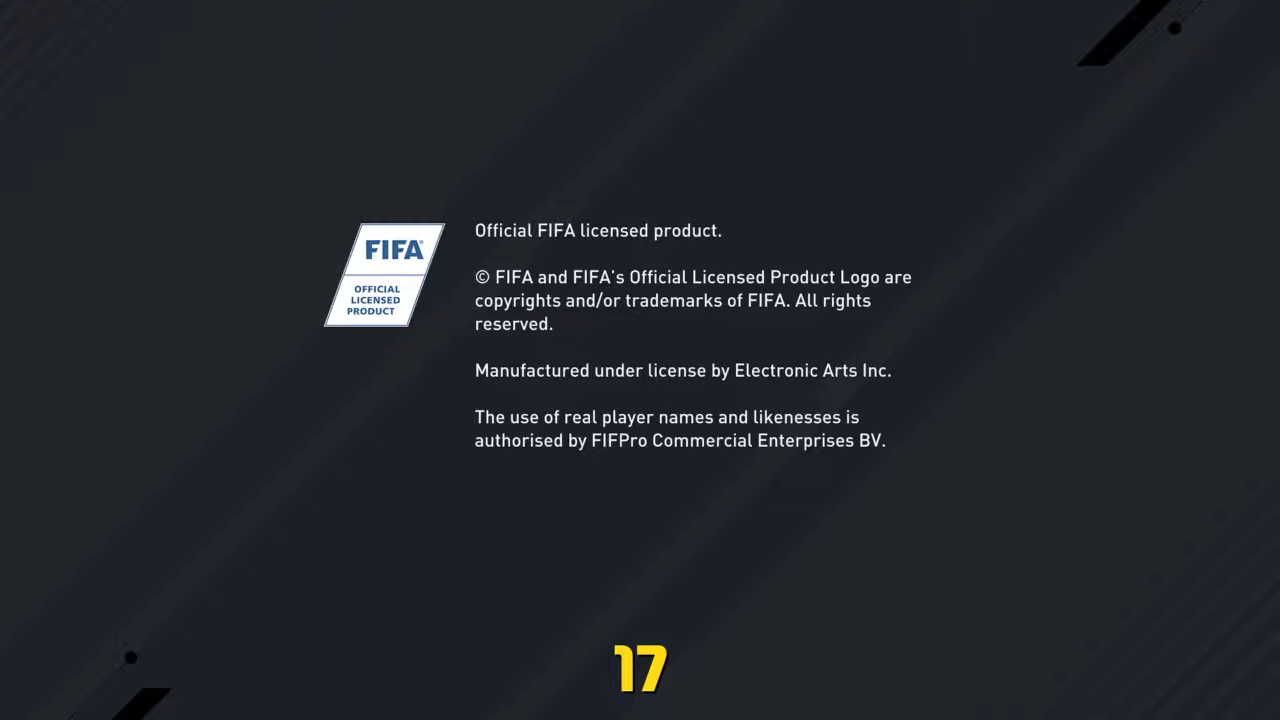 FIFA
OFFICIAL
LICENSED
PRODUCT
Official FIFA licensed product.
© FIFA and FIFA's Official Licensed Product Logo are
copyrights and/or trademarks of FIFA. All rights
reserved.
Manufactured under license by Electronic Arts Inc.
The use of real player names and likenesses is
authorised by FIFPro Commercial Enterprises BV.
17